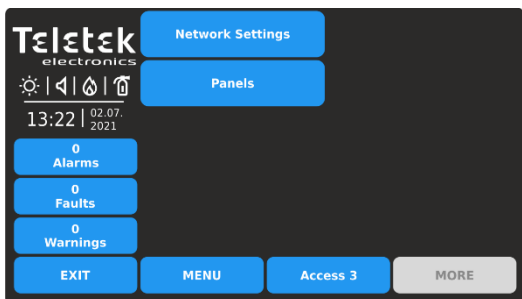 Teletek
electronics
13:22
02.07.
2021
0
Alarms
0
Faults
0
Warnings
Network Settings
Panels
EXIT
MENU
Access 3
MORE